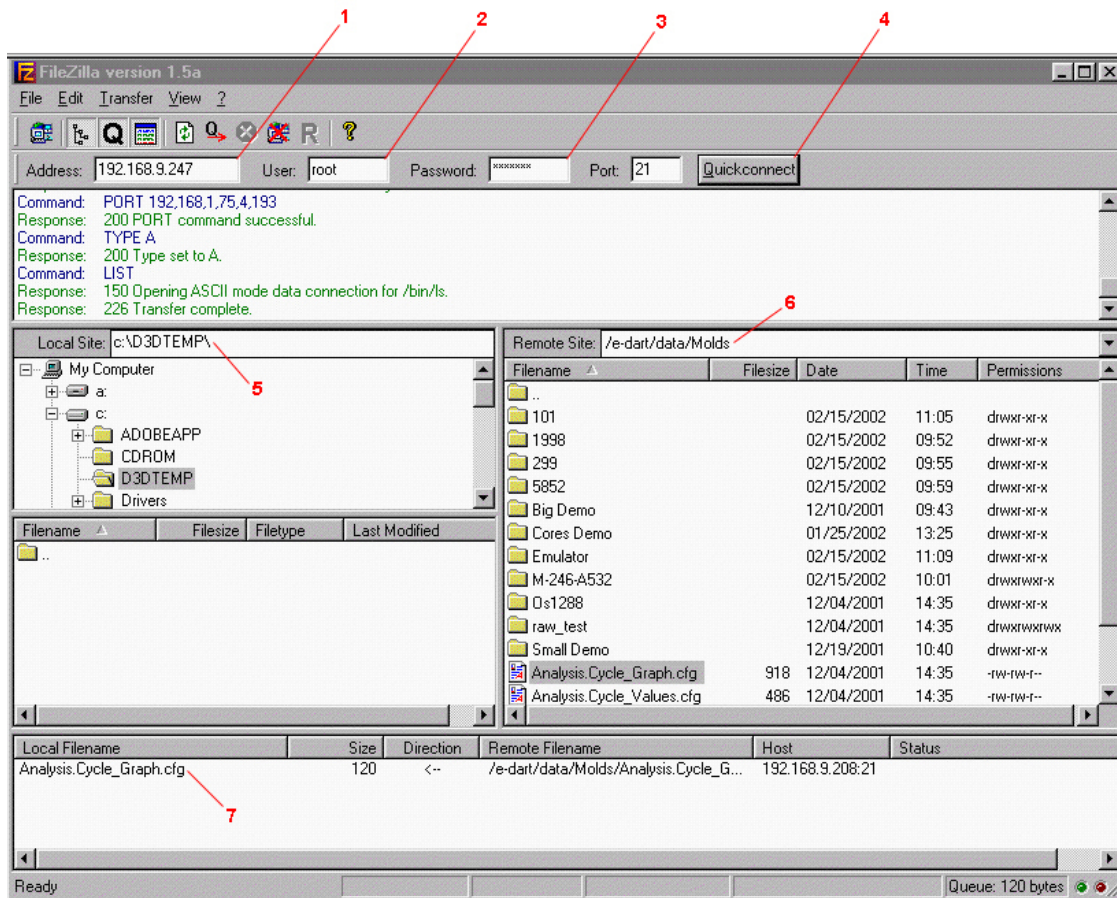 1 2 3 4
FileZilla version 1.5a
File Edit Transfer View ?
Address: 192.168.9.247 User: root Password: xxxxxxx Port: 21 Quickconnect
Command: PORT 192,168,1,75,4,193
Response: 200 PORT command successful.
Command: TYPE A
Response: 200 Type set to A.
Command: LIST
Response: 150 Opening ASCII mode data connection for /bin/ls.
Response: 226 Transfer complete.
6
Local Site: c:\D3DTEMP\
5
My Computer
a:
c:
ADOBEAPP
CDROM
D3DTEMP
Drivers
Filename Filesize Filetype Last Modified
..
Remote Site: /e-dart/data/Molds
Filename Filesize Date Time Permissions
..
101 02/15/2002 11:05 drwxr-xr-x
1998 02/15/2002 09:52 drwxr-xr-x
299 02/15/2002 09:55 drwxr-xr-x
5852 02/15/2002 09:59 drwxr-xr-x
Big Demo 12/10/2001 09:43 drwxr-xr-x
Cores Demo 01/25/2002 13:25 drwxr-xr-x
Emulator 02/15/2002 11:09 drwxr-xr-x
M-246-A532 02/15/2002 10:01 drwxrwxr-x
Os1288 12/04/2001 14:35 drwxr-xr-x
raw_test 12/04/2001 14:35 drwxrwxrwx
Small Demo 12/19/2001 10:40 drwxr-xr-x
Analysis.Cycle_Graph.cfg 918 12/04/2001 14:35 -rw-rw-r--
Analysis.Cycle_Values.cfg 486 12/04/2001 14:35 -rw-rw-r--
Local Filename Size Direction Remote Filename Host Status
Analysis.Cycle_Graph.cfg 120 <-- /e-dart/data/Molds/Analysis.Cycle_G... 192.168.9.208:21
7
Ready Queue: 120 bytes